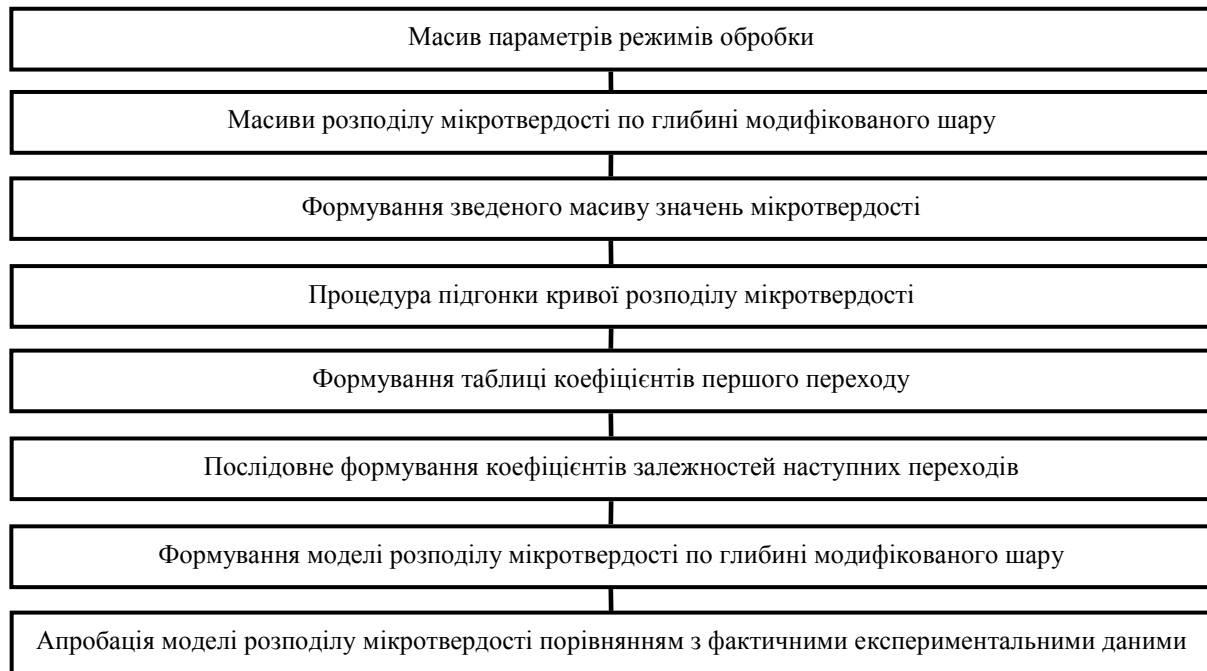 Масив параметрів режимів обробки
Масиви розподілу мікротвердості по глибині модифікованого шару
Формування зведеного масиву значень мікротвердості
Процедура підгонки кривої розподілу мікротвердості
Формування таблиці коефіцієнтів першого переходу
Послідовне формування коефіцієнтів залежностей наступних переходів
Формування моделі розподілу мікротвердості по глибині модифікованого шару
Апробація моделі розподілу мікротвердості порівнянням з фактичними експериментальними даними